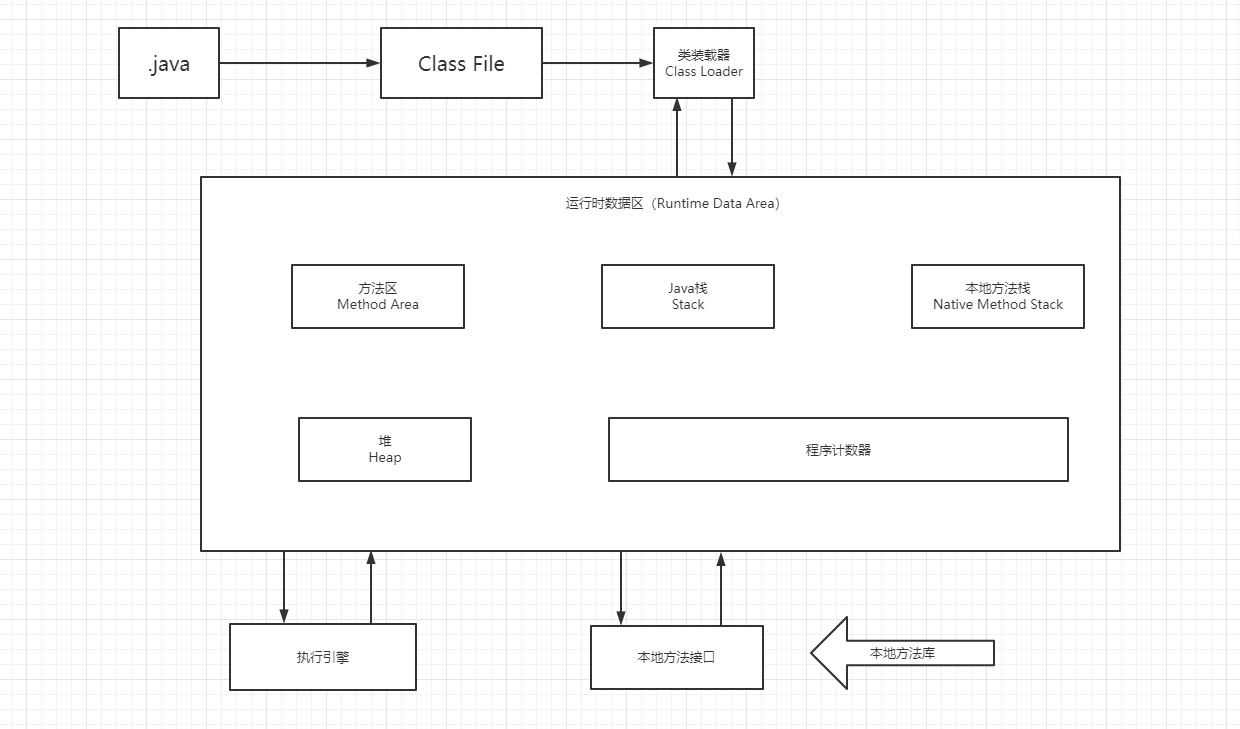 .java
Class File
类装载器
Class Loader
运行时数据区（Runtime Data Area）
方法区
Method Area
Java栈
Stack
本地方法栈
Native Method Stack
堆
Heap
程序计数器
执行引擎
本地方法接口
本地方法库